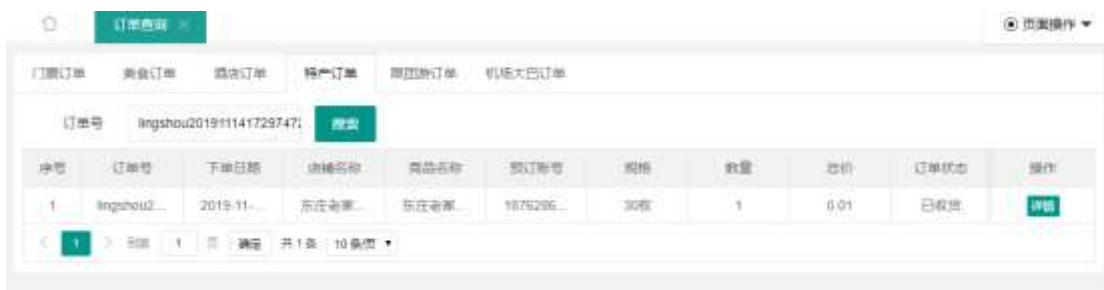 订单查询 ×
页面操作
门票订单 美食订单 酒店订单 特产订单 跟团游订单 机场大巴订单
订单号 lingshou201911141729747 搜索
序号 订单号 下单日期 店铺名称 商品名称 预订账号 规格 数量 总价 订单状态 操作
1 lingshou2... 2019-11-... 东庄老家... 东庄老家... 1876286... 30枚 1 0.01 已收货 详情
< 1 > 到第 1 页 确定 共 1 条 10 条/页